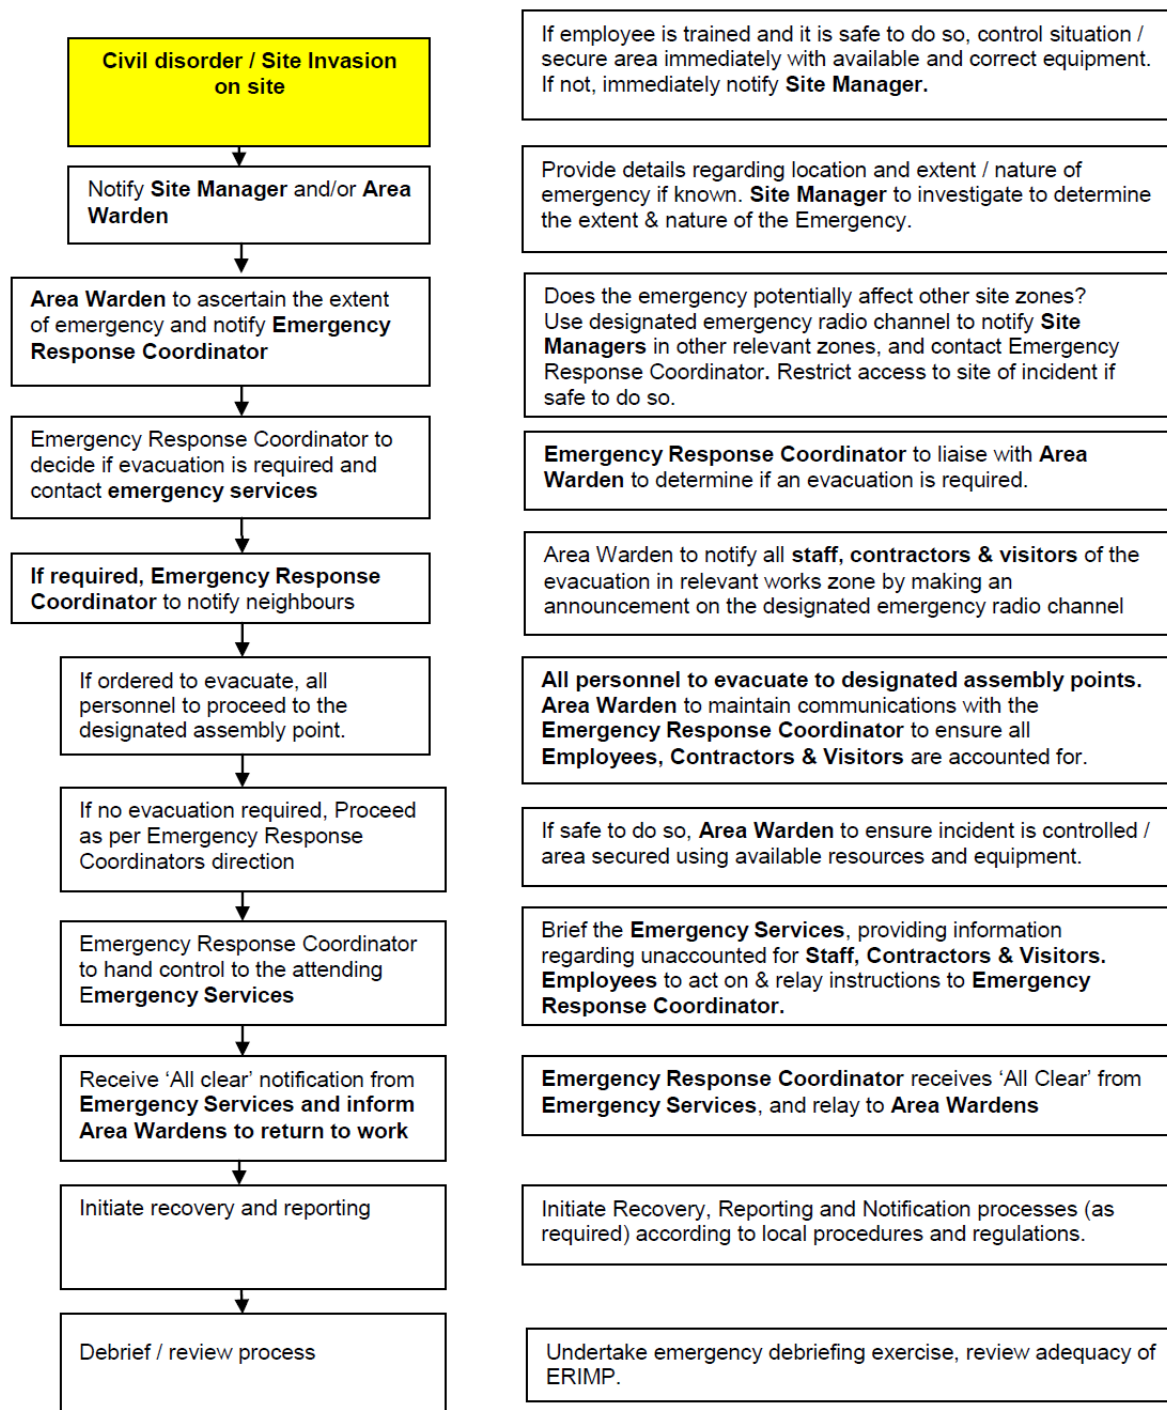 Civil disorder / Site Invasion
on site
If employee is trained and it is safe to do so, control situation /
secure area immediately with available and correct equipment.
If not, immediately notify Site Manager.
Notify Site Manager and/or Area
Warden
Provide details regarding location and extent / nature of
emergency if known. Site Manager to investigate to determine
the extent & nature of the Emergency.
Area Warden to ascertain the extent
of emergency and notify Emergency
Response Coordinator
Does the emergency potentially affect other site zones?
Use designated emergency radio channel to notify Site
Managers in other relevant zones, and contact Emergency
Response Coordinator. Restrict access to site of incident if
safe to do so.
Emergency Response Coordinator to
decide if evacuation is required and
contact emergency services
Emergency Response Coordinator to liaise with Area
Warden to determine if an evacuation is required.
If required, Emergency Response
Coordinator to notify neighbours
Area Warden to notify all staff, contractors & visitors of the
evacuation in relevant works zone by making an
announcement on the designated emergency radio channel
If ordered to evacuate, all
personnel to proceed to the
designated assembly point.
All personnel to evacuate to designated assembly points.
Area Warden to maintain communications with the
Emergency Response Coordinator to ensure all
Employees, Contractors & Visitors are accounted for.
If no evacuation required, Proceed
as per Emergency Response
Coordinators direction
If safe to do so, Area Warden to ensure incident is controlled /
area secured using available resources and equipment.
Emergency Response Coordinator
to hand control to the attending
Emergency Services
Brief the Emergency Services, providing information
regarding unaccounted for Staff, Contractors & Visitors.
Employees to act on & relay instructions to Emergency
Response Coordinator.
Receive ‘All clear’ notification from
Emergency Services and inform
Area Wardens to return to work
Emergency Response Coordinator receives ‘All Clear’ from
Emergency Services, and relay to Area Wardens
Initiate recovery and reporting
Initiate Recovery, Reporting and Notification processes (as
required) according to local procedures and regulations.
Debrief / review process
Undertake emergency debriefing exercise, review adequacy of
ERIMP.